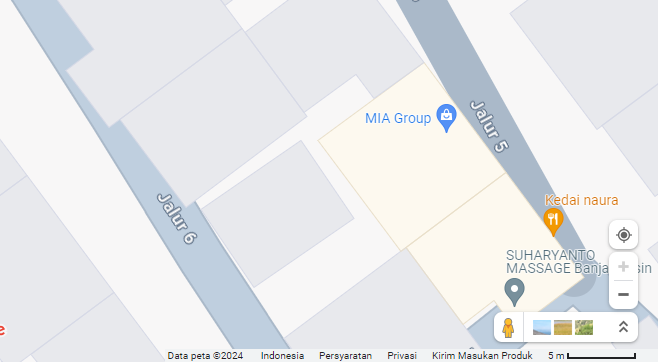 Jalur 5
MIA Group
Kedai naura
Jalur 6
SUHARYANTO
MASSAGE Banja sin
e
Data peta ©2024 Indonesia Persyaratan Privasi Kirim Masukan Produk 5 m